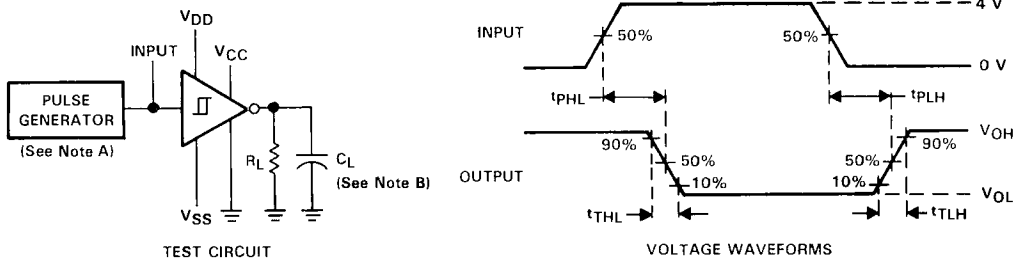 VDD
INPUT
VCC
PULSE
GENERATOR
(See Note A)
RL
CL
(See Note B)
VSS
TEST CIRCUIT
4 V
INPUT
50%
50%
0 V
tPHL
tPLH
VOH
90%
90%
50%
50%
OUTPUT
10%
10%
VOL
tTHL
tTLH
VOLTAGE WAVEFORMS